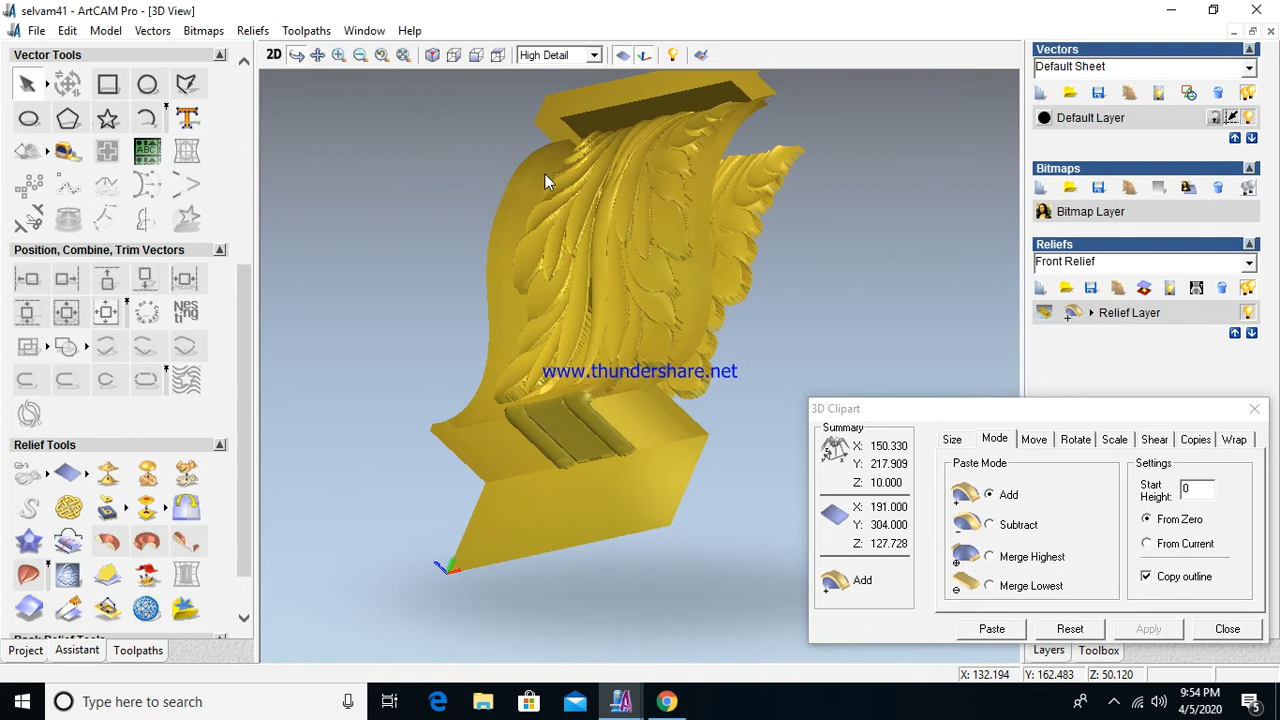 selvam41 - ArtCAM Pro - [3D View]
File Edit Model Vectors Bitmaps Reliefs Toolpaths Window Help
Vector Tools
2D
High Detail
T
ABC
Position, Combine, Trim Vectors
Nes
ting
Relief Tools
Project Assistant Toolpaths
www.thundershare.net
Vectors
Default Sheet
Default Layer
Bitmaps
Bitmap Layer
Reliefs
Front Relief
Relief Layer
3D Clipart
Summary
X: 150.330
Y: 217.909
Z: 10.000
X: 191.000
Y: 304.000
Z: 127.728
Add
Size Mode Move Rotate Scale Shear Copies Wrap
Paste Mode
Add
Subtract
Merge Highest
Merge Lowest
Settings
Start
Height: 0
From Zero
From Current
Copy outline
Paste Reset Apply Close
Layers Toolbox
X: 132.194 Y: 162.483 Z: 50.120
Type here to search
9:54 PM
4/5/2020
5